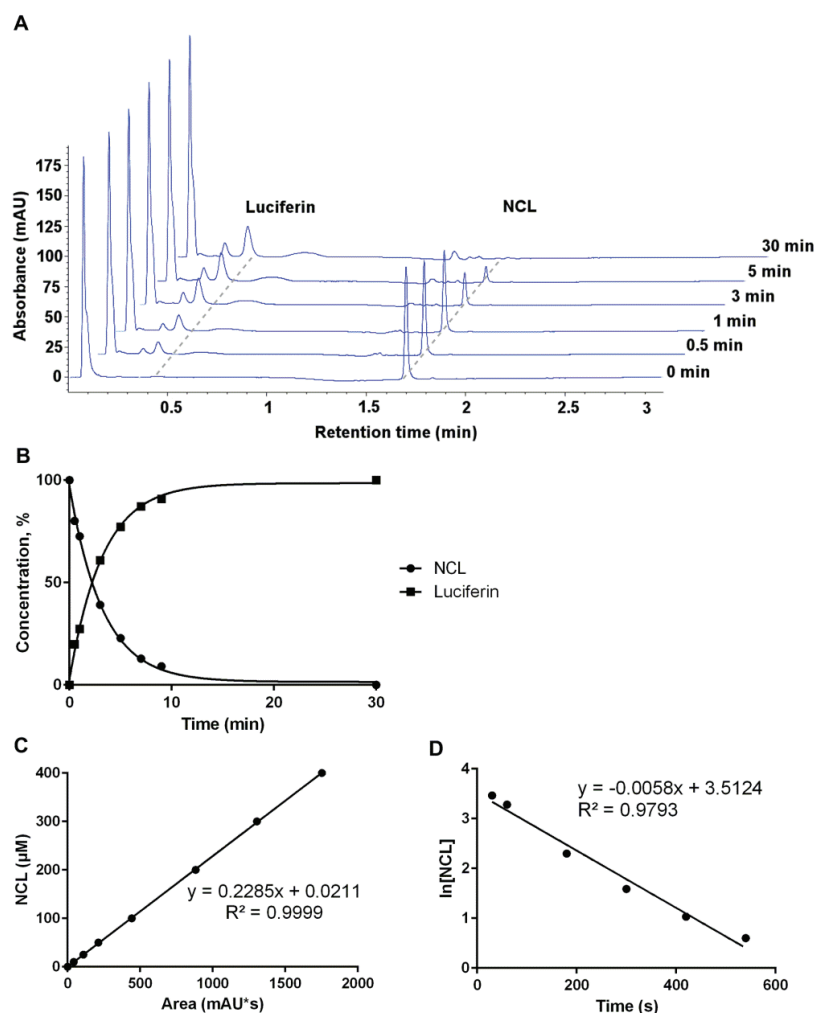 A
Absorbance (mAU)
175
150
125
100
75
50
25
0
Luciferin
NCL
30 min
5 min
3 min
1 min
0.5 min
0 min
0.5
1
1.5
2
2.5
3
Retention time (min)
B
Concentration, %
100
50
0
0
10
20
30
Time (min)
NCL
Luciferin
C
NCL (µM)
400
300
200
100
0
y = 0.2285x + 0.0211
R² = 0.9999
0
500
1000
1500
2000
Area (mAU*s)
D
ln[NCL]
4
3
2
1
0
y = -0.0058x + 3.5124
R² = 0.9793
0
200
400
600
Time (s)